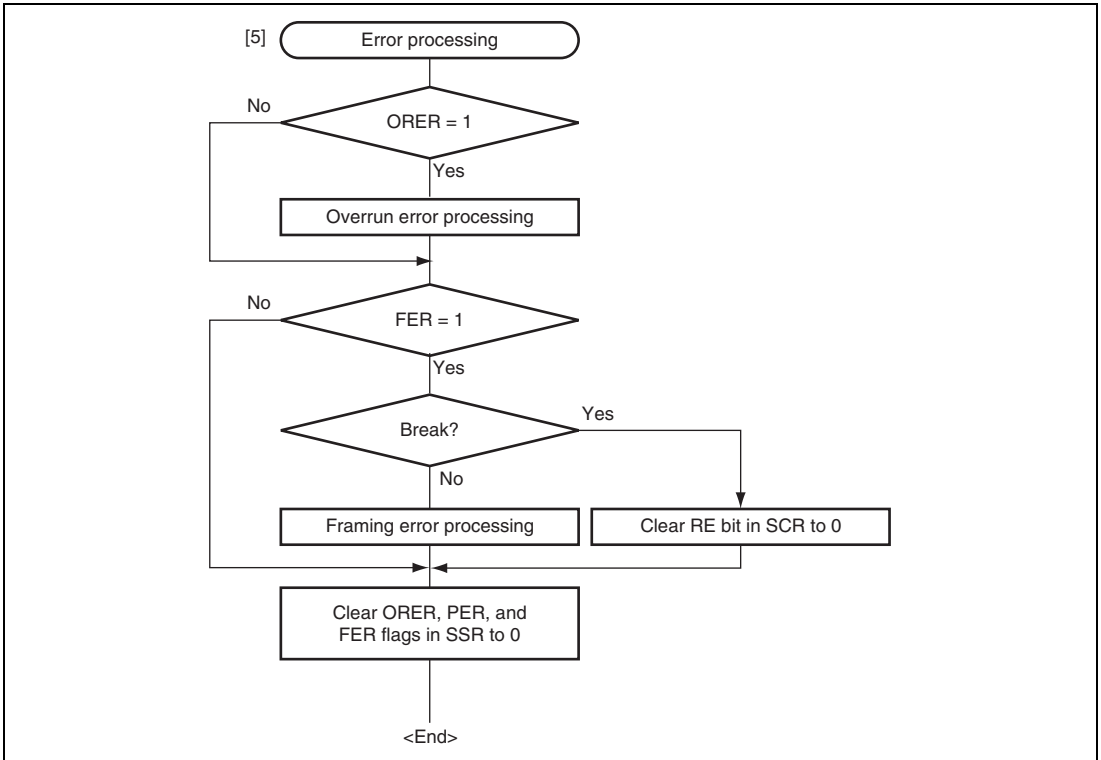 [5] Error processing
No
ORER = 1
Yes
Overrun error processing
No
FER = 1
Yes
Break?
Yes
No
Framing error processing
Clear RE bit in SCR to 0
Clear ORER, PER, and
FER flags in SSR to 0
<End>